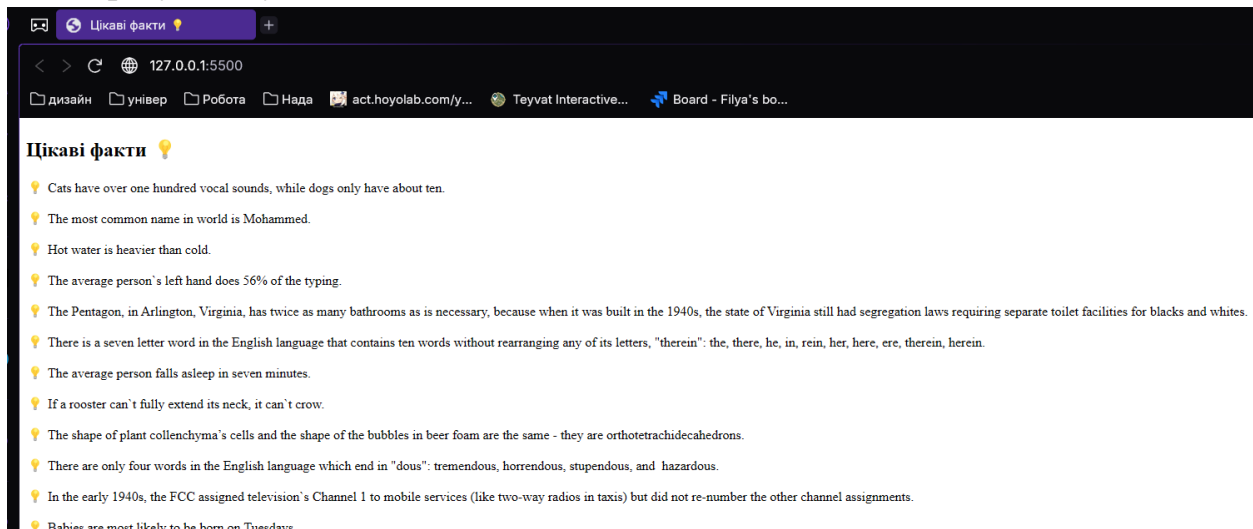 Цікаві факти 💡
127.0.0.1:5500
дизайн универ Робота Нада act.hoyolab.com/y... Teyvat Interactive... Board - Filya's bo...
Цікаві факти 💡
💡 Cats have over one hundred vocal sounds, while dogs only have about ten.
💡 The most common name in world is Mohammed.
💡 Hot water is heavier than cold.
💡 The average person`s left hand does 56% of the typing.
💡 The Pentagon, in Arlington, Virginia, has twice as many bathrooms as is necessary, because when it was built in the 1940s, the state of Virginia still had segregation laws requiring separate toilet facilities for blacks and whites.
💡 There is a seven letter word in the English language that contains ten words without rearranging any of its letters, "therein": the, there, he, in, rein, her, here, ere, therein, herein.
💡 The average person falls asleep in seven minutes.
💡 If a rooster can`t fully extend its neck, it can`t crow.
💡 The shape of plant collenchyma’s cells and the shape of the bubbles in beer foam are the same - they are orthotetrachidecahedrons.
💡 There are only four words in the English language which end in "dous": tremendous, horrendous, stupendous, and  hazardous.
💡 In the early 1940s, the FCC assigned television`s Channel 1 to mobile services (like two-way radios in taxis) but did not re-number the other channel assignments.
💡 Babies are most likely to be born on Tuesdays.